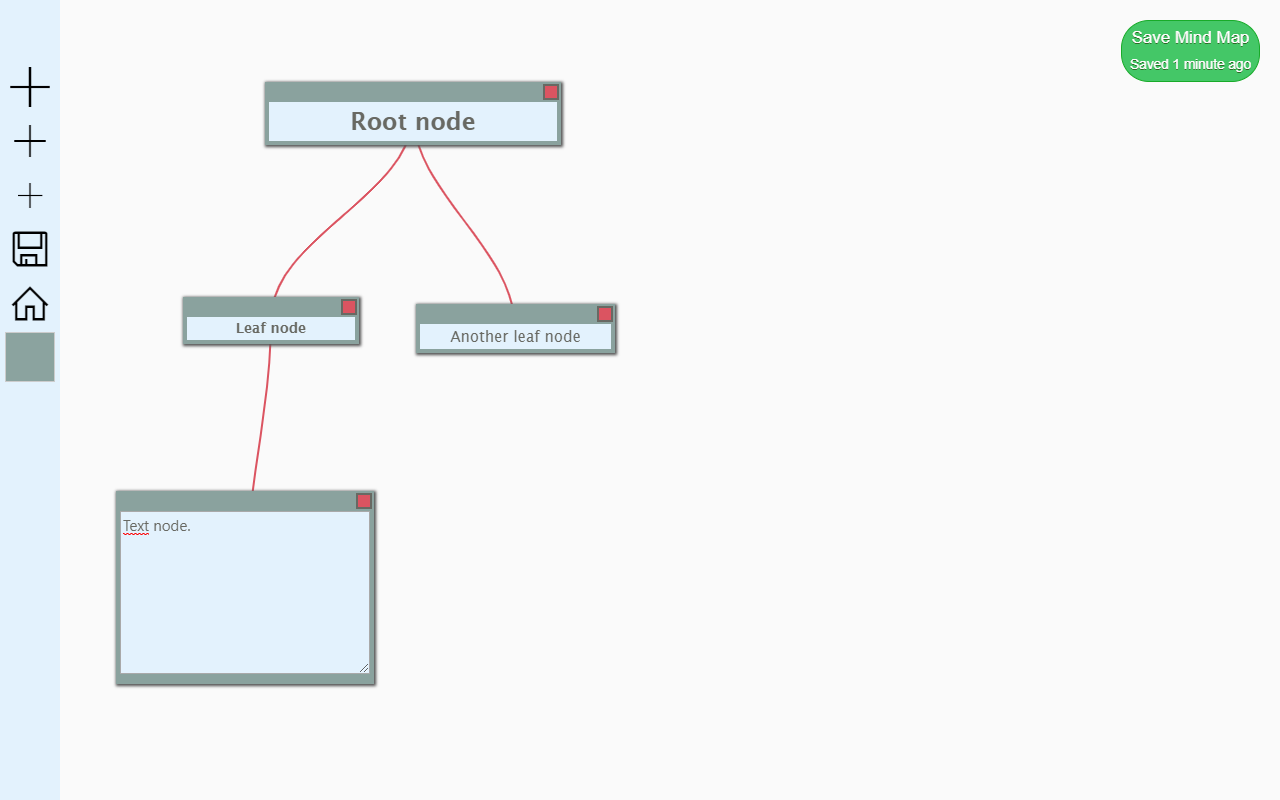 Save Mind Map
Saved 1 minute ago
Root node
Leaf node
Another leaf node
Text node.